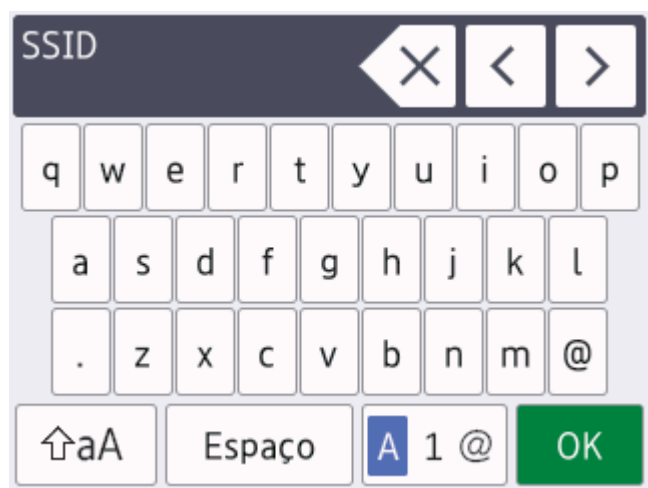 SSID
q w e r t y u i o p
a s d f g h j k l
. z x c v b n m @
aA Espaço A 1 @ OK